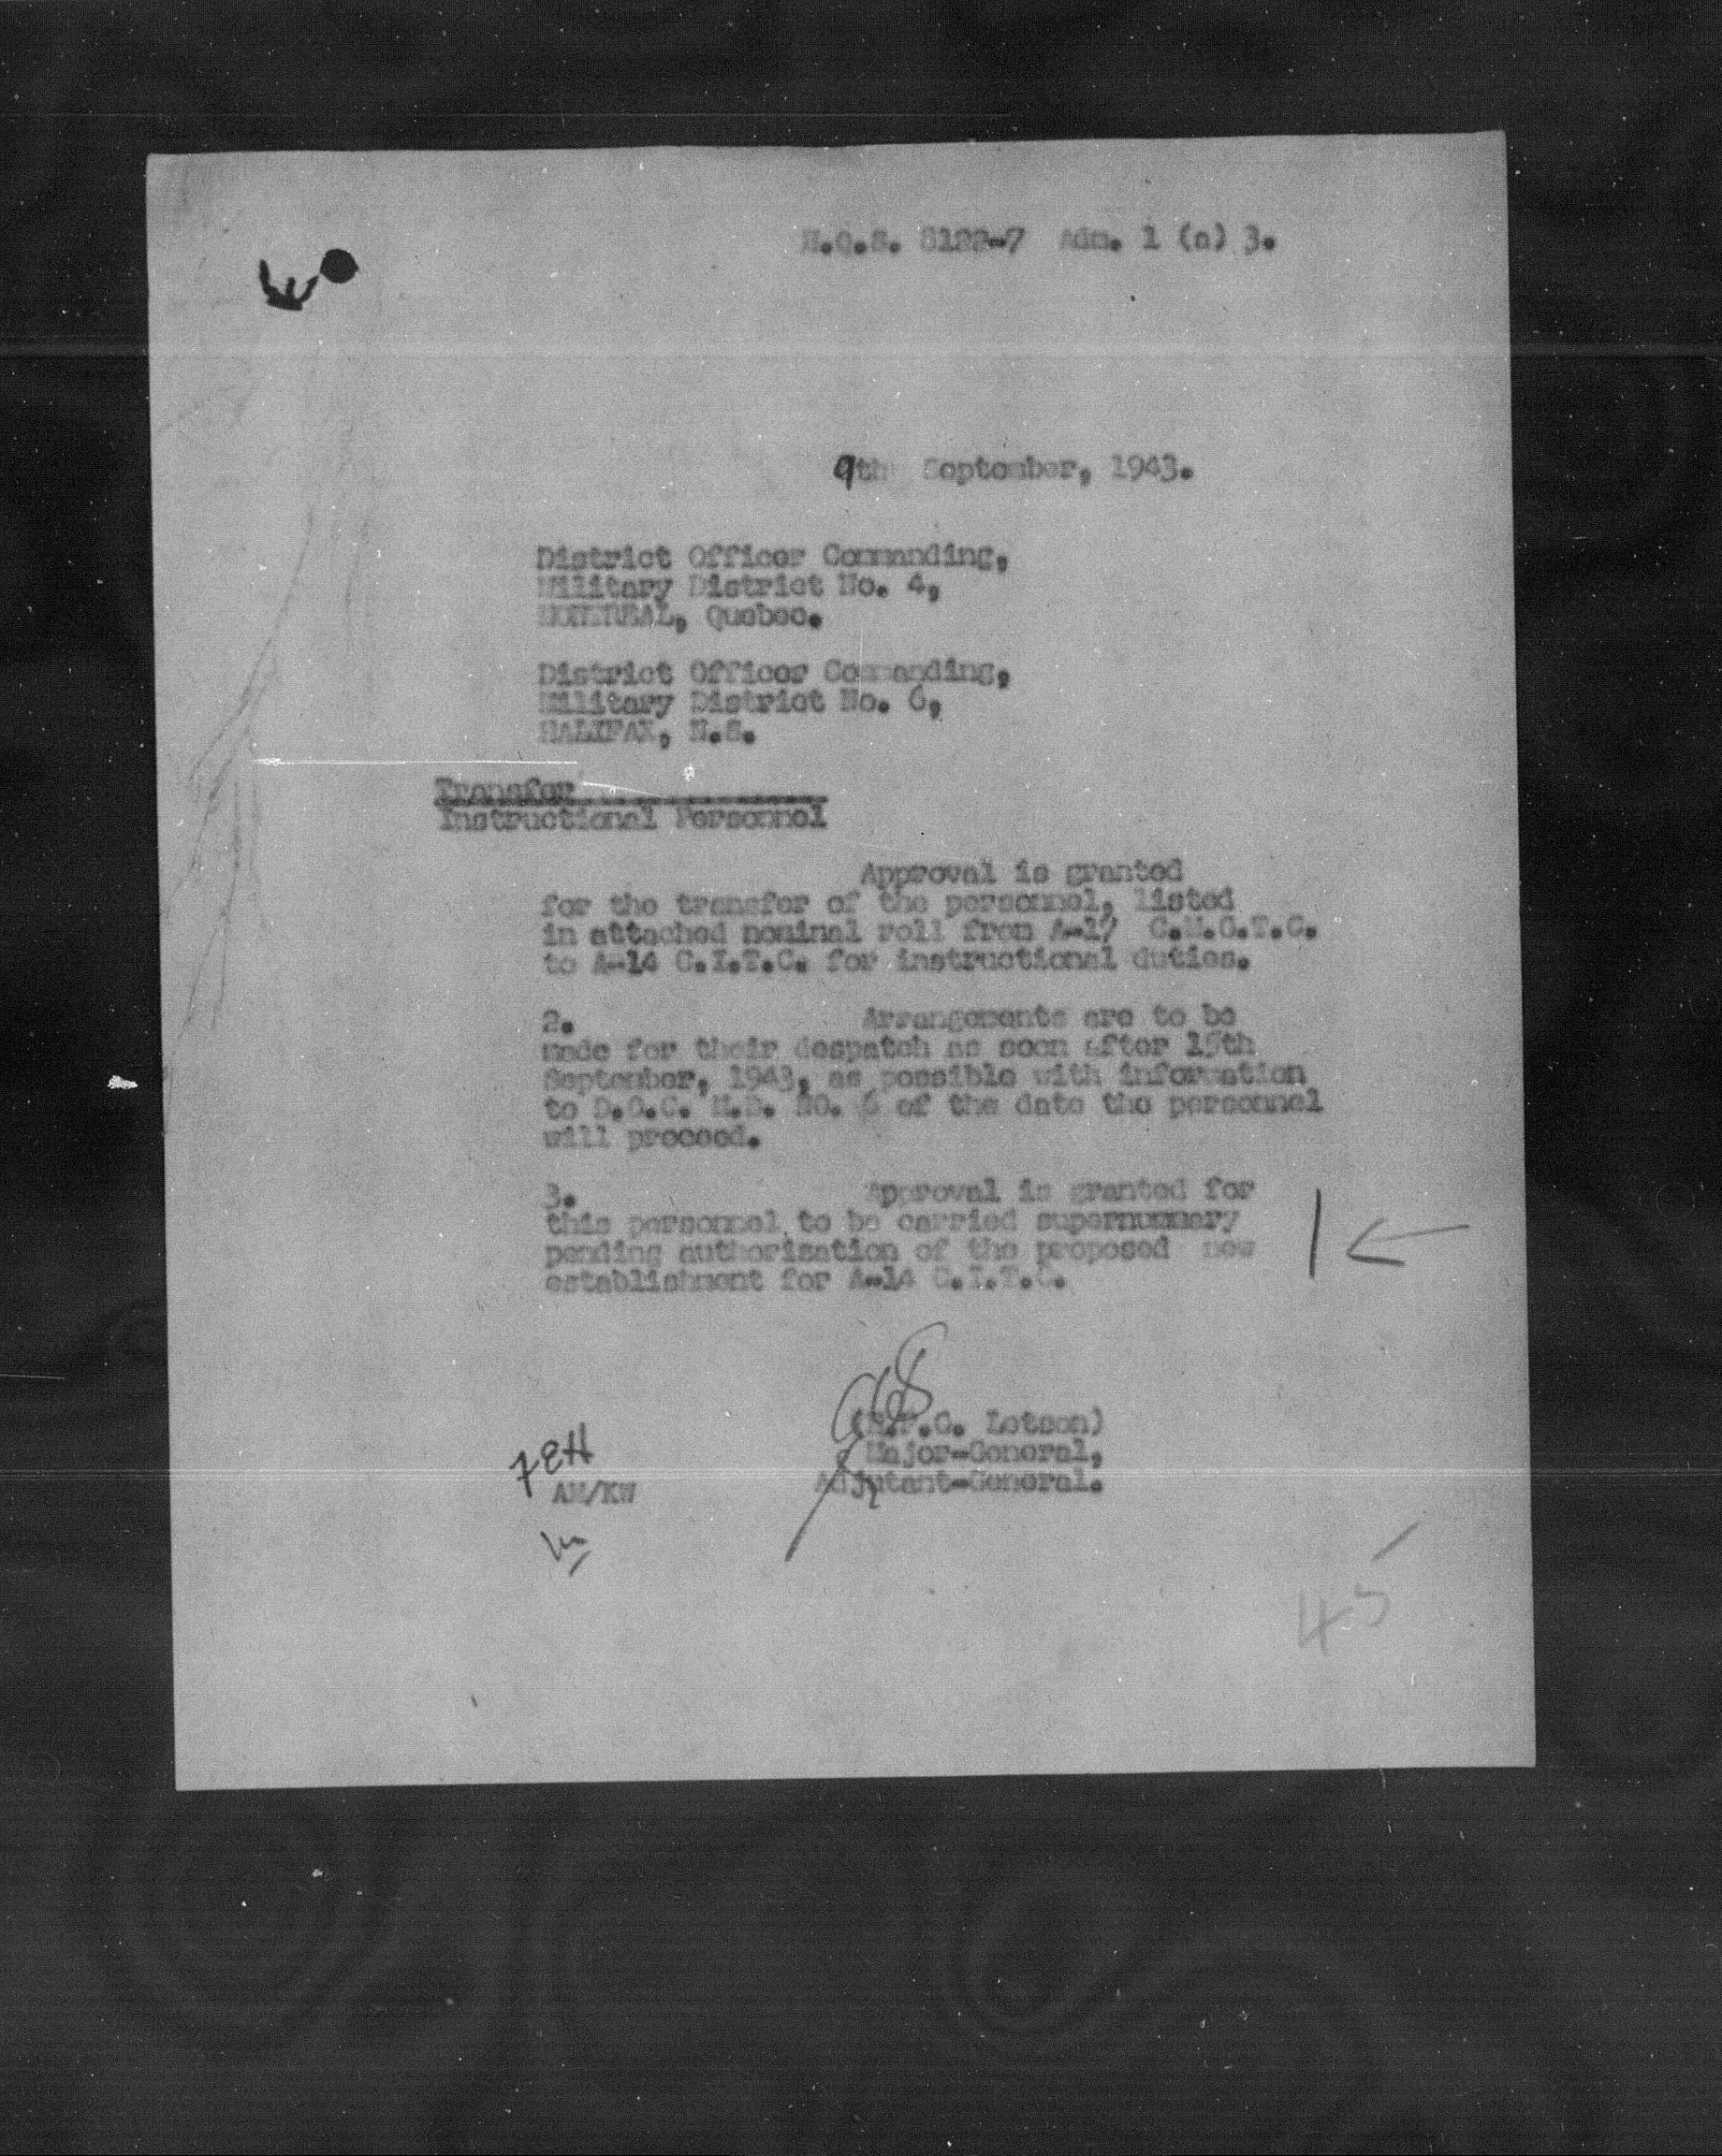 H.Q.S. 8122-7 Adm. 1 (a) 3.
9th September, 1943.
District Officer Commanding,
Military District No. 4,
MONTREAL, Quebec.
District Officer Commanding,
Military District No. 6,
HALIFAX, N.S.
Transfer
Instructional Personnel
Approval is granted
for the transfer of the personnel, listed
in attached nominal roll from A-17 C.M.G.T.C.
to A-14 C.I.T.C. for instructional duties.
2. Arrangements are to be
made for their despatch as soon after 15th
September, 1943, as possible with information
to D.O.C. M.D. NO. 6 of the date the personnel
will proceed.
3. Approval is granted for
this personnel to be carried supernummary
pending authorization of the proposed new
establishment for A-14 C.I.T.C.
(H.F.G. Letson)
Major-General,
Adjutant-General.
AM/KW
45